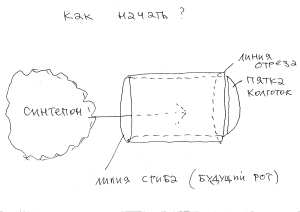 как начать?
линия
отреза
пятка
колготок
синтепон
линия сгиба (будущий рот)